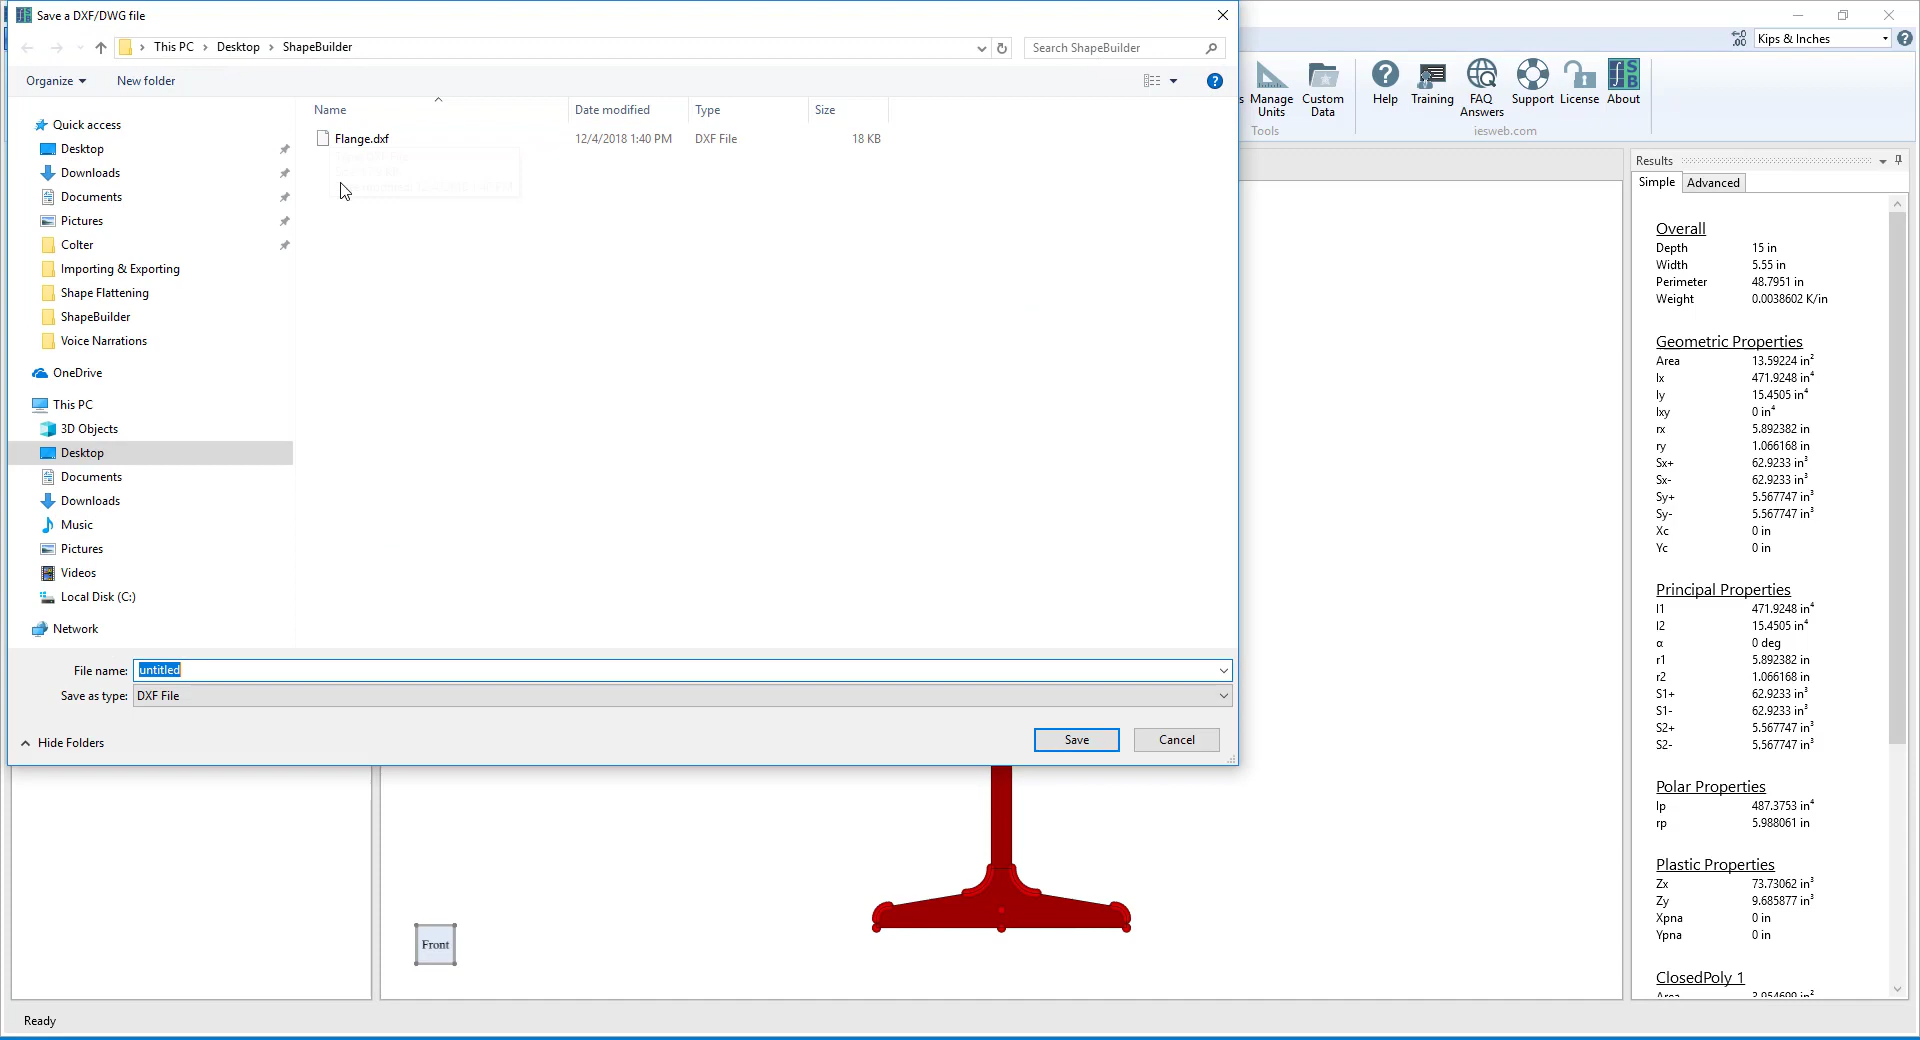 Save a DXF/DWG file
This PC > Desktop > ShapeBuilder
Search ShapeBuilder
Organize
New folder
Name
Date modified
Type
Size
Flange.dxf
12/4/2018 1:40 PM
DXF File
18 KB
Quick access
Desktop
Downloads
Documents
Pictures
Colter
Importing & Exporting
Shape Flattening
ShapeBuilder
Voice Narrations
OneDrive
This PC
3D Objects
Desktop
Documents
Downloads
Music
Pictures
Videos
Local Disk (C:)
Network
File name: untitled
Save as type: DXF File
Hide Folders
Save
Cancel
Kips & Inches
Manage Units
Custom Data
Help
Training
FAQ Answers
Support
License
About
Tools
iesweb.com
Front
Results
Simple
Advanced
Overall
Depth 15 in
Width 5.55 in
Perimeter 48.7951 in
Weight 0.0038602 K/in
Geometric Properties
Area 13.59224 in²
Ix 471.9248 in⁴
Iy 15.4505 in⁴
Ixy 0 in⁴
rx 5.892382 in
ry 1.066168 in
Sx+ 62.9233 in³
Sx- 62.9233 in³
Sy+ 5.567747 in³
Sy- 5.567747 in³
Xc 0 in
Yc 0 in
Principal Properties
I1 471.9248 in⁴
I2 15.4505 in⁴
α 0 deg
r1 5.892382 in
r2 1.066168 in
S1+ 62.9233 in³
S1- 62.9233 in³
S2+ 5.567747 in³
S2- 5.567747 in³
Polar Properties
Ip 487.3753 in⁴
rp 5.988061 in
Plastic Properties
Zx 73.73062 in³
Zy 9.685877 in³
Xpna 0 in
Ypna 0 in
ClosedPoly 1
Area 3.954699 in²
Ready